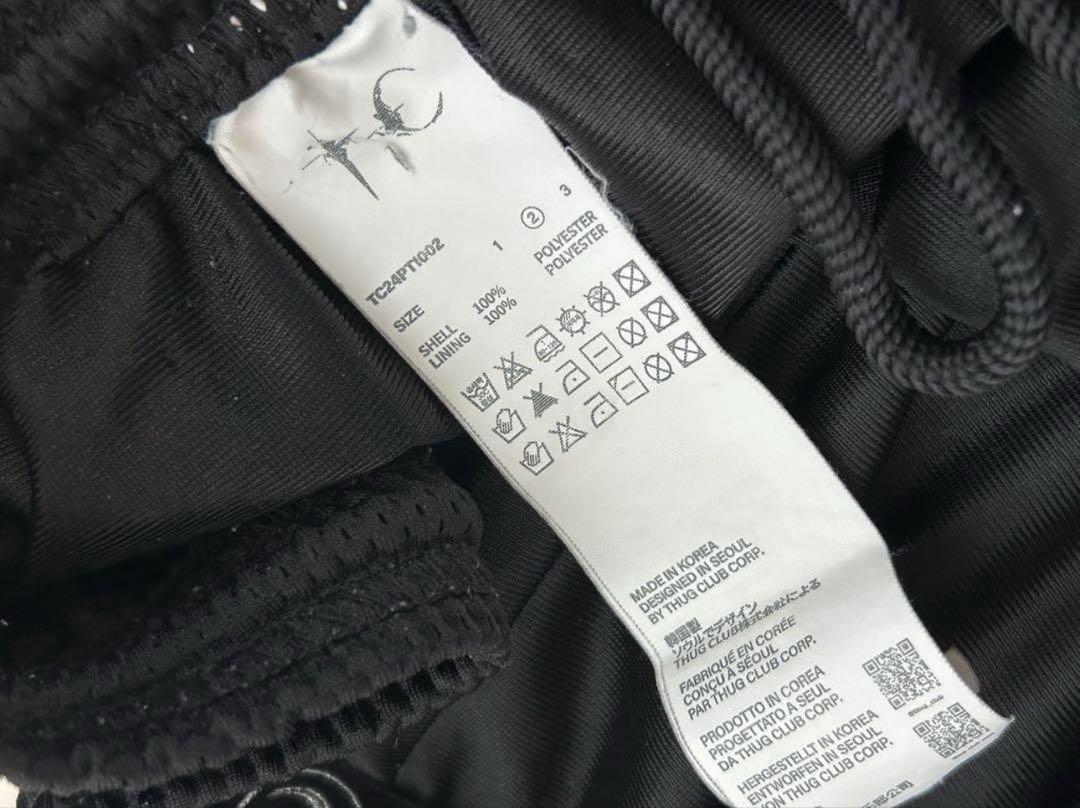 TC
TC24PT1002
SIZE 1 2 3
SHELL 100% POLYESTER
LINING 100% POLYESTER
MADE IN KOREA
DESIGNED IN SEOUL
BY THUG CLUB CORP.
韓国製
ソウルでデザイン
THUG CLUB株式会社による
FABRIQUÉ EN CORÉE
CONÇU À SÉOUL
PAR THUG CLUB CORP.
PRODOTTO IN COREA
PROGETTATO A SEUL
DA THUG CLUB CORP.
HERGESTELLT IN KOREA
ENTWORFEN IN SEOUL
VON THUG CLUB CORP.